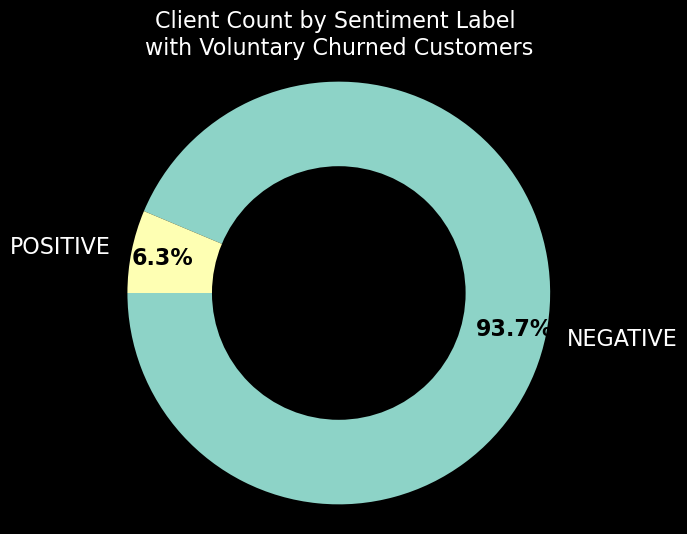 Client Count by Sentiment Label
with Voluntary Churned Customers
POSITIVE
6.3%
93.7%
NEGATIVE